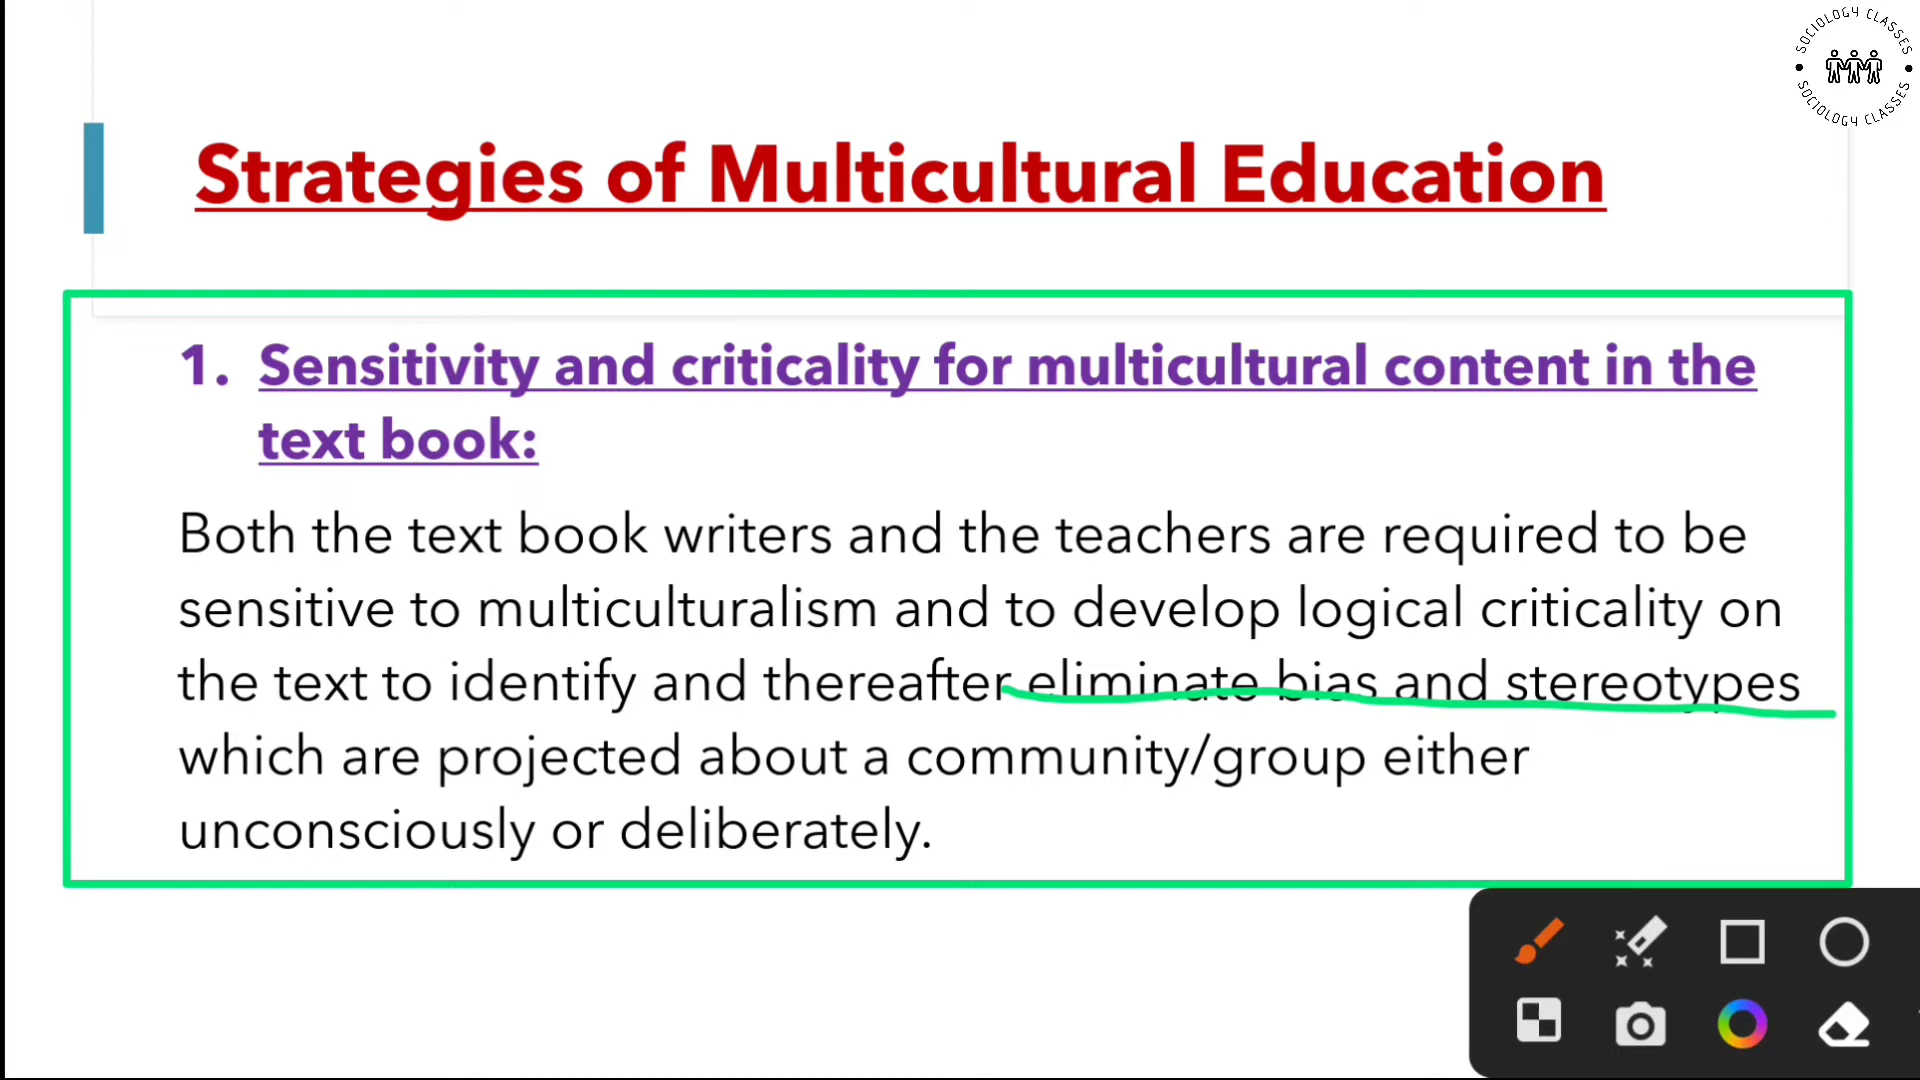 SOCIOLOGY CLASSES
SOCIOLOGY CLASSES
Strategies of Multicultural Education
1. Sensitivity and criticality for multicultural content in the
text book:
Both the text book writers and the teachers are required to be
sensitive to multiculturalism and to develop logical criticality on
the text to identify and thereafter eliminate bias and stereotypes
which are projected about a community/group either
unconsciously or deliberately.